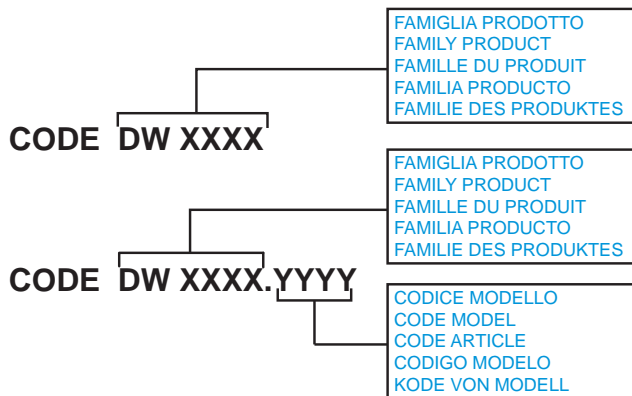 FAMIGLIA PRODOTTO
FAMILY PRODUCT
FAMILLE DU PRODUIT
FAMILIA PRODUCTO
FAMILIE DES PRODUKTES
CODE DW XXXX
FAMIGLIA PRODOTTO
FAMILY PRODUCT
FAMILLE DU PRODUIT
FAMILIA PRODUCTO
FAMILIE DES PRODUKTES
CODE DW XXXX.YYYY
CODICE MODELLO
CODE MODEL
CODE ARTICLE
CODIGO MODELO
KODE VON MODELL